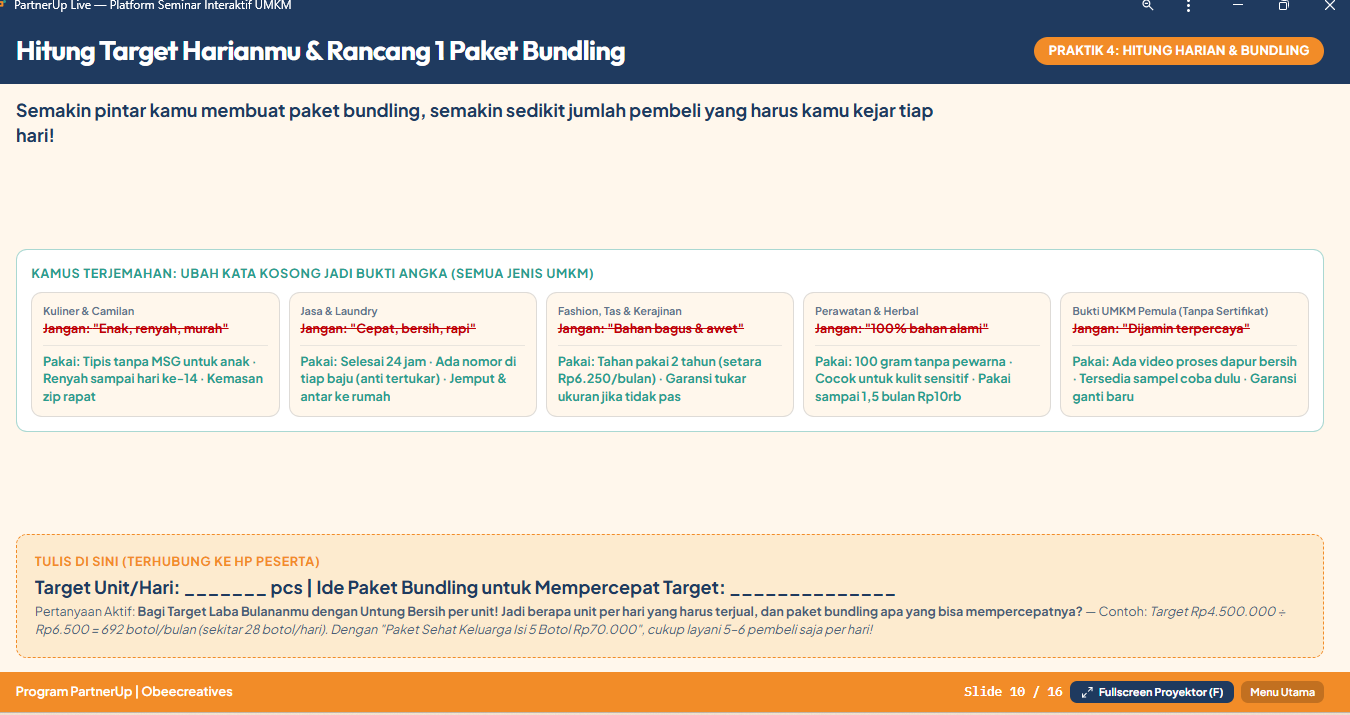 PartnerUp Live — Platform Seminar Interaktif UMKM
Hitung Target Harianmu & Rancang 1 Paket Bundling
PRAKTIK 4: HITUNG HARIAN & BUNDLING
Semakin pintar kamu membuat paket bundling, semakin sedikit jumlah pembeli yang harus kamu kejar tiap
hari!
KAMUS TERJEMAHAN: UBAH KATA KOSONG JADI BUKTI ANGKA (SEMUA JENIS UMKM)
Kuliner & Camilan
Jangan: "Enak, renyah, murah"
Pakai: Tipis tanpa MSG untuk anak ·
Renyah sampai hari ke-14 · Kemasan
zip rapat
Jasa & Laundry
Jangan: "Cepat, bersih, rapi"
Pakai: Selesai 24 jam · Ada nomor di
tiap baju (anti tertukar) · Jemput &
antar ke rumah
Fashion, Tas & Kerajinan
Jangan: "Bahan bagus & awet"
Pakai: Tahan pakai 2 tahun (setara
Rp6.250/bulan) · Garansi tukar
ukuran jika tidak pas
Perawatan & Herbal
Jangan: "100% bahan alami"
Pakai: 100 gram tanpa pewarna ·
Cocok untuk kulit sensitif · Pakai
sampai 1,5 bulan Rp10rb
Bukti UMKM Pemula (Tanpa Sertifikat)
Jangan: "Dijamin terpercaya"
Pakai: Ada video proses dapur bersih
· Tersedia sampel coba dulu · Garansi
ganti baru
TULIS DI SINI (TERHUBUNG KE HP PESERTA)
Target Unit/Hari: _______ pcs | Ide Paket Bundling untuk Mempercepat Target: ______________
Pertanyaan Aktif: Bagi Target Laba Bulananmu dengan Untung Bersih per unit! Jadi berapa unit per hari yang harus terjual, dan paket bundling apa yang bisa mempercepatnya? — Contoh: Target Rp4.500.000 ÷
Rp6.500 = 692 botol/bulan (sekitar 28 botol/hari). Dengan "Paket Sehat Keluarga Isi 5 Botol Rp70.000", cukup layani 5–6 pembeli saja per hari!
Program PartnerUp | Obeecreatives
Slide 10 / 16
Fullscreen Proyektor (F)
Menu Utama